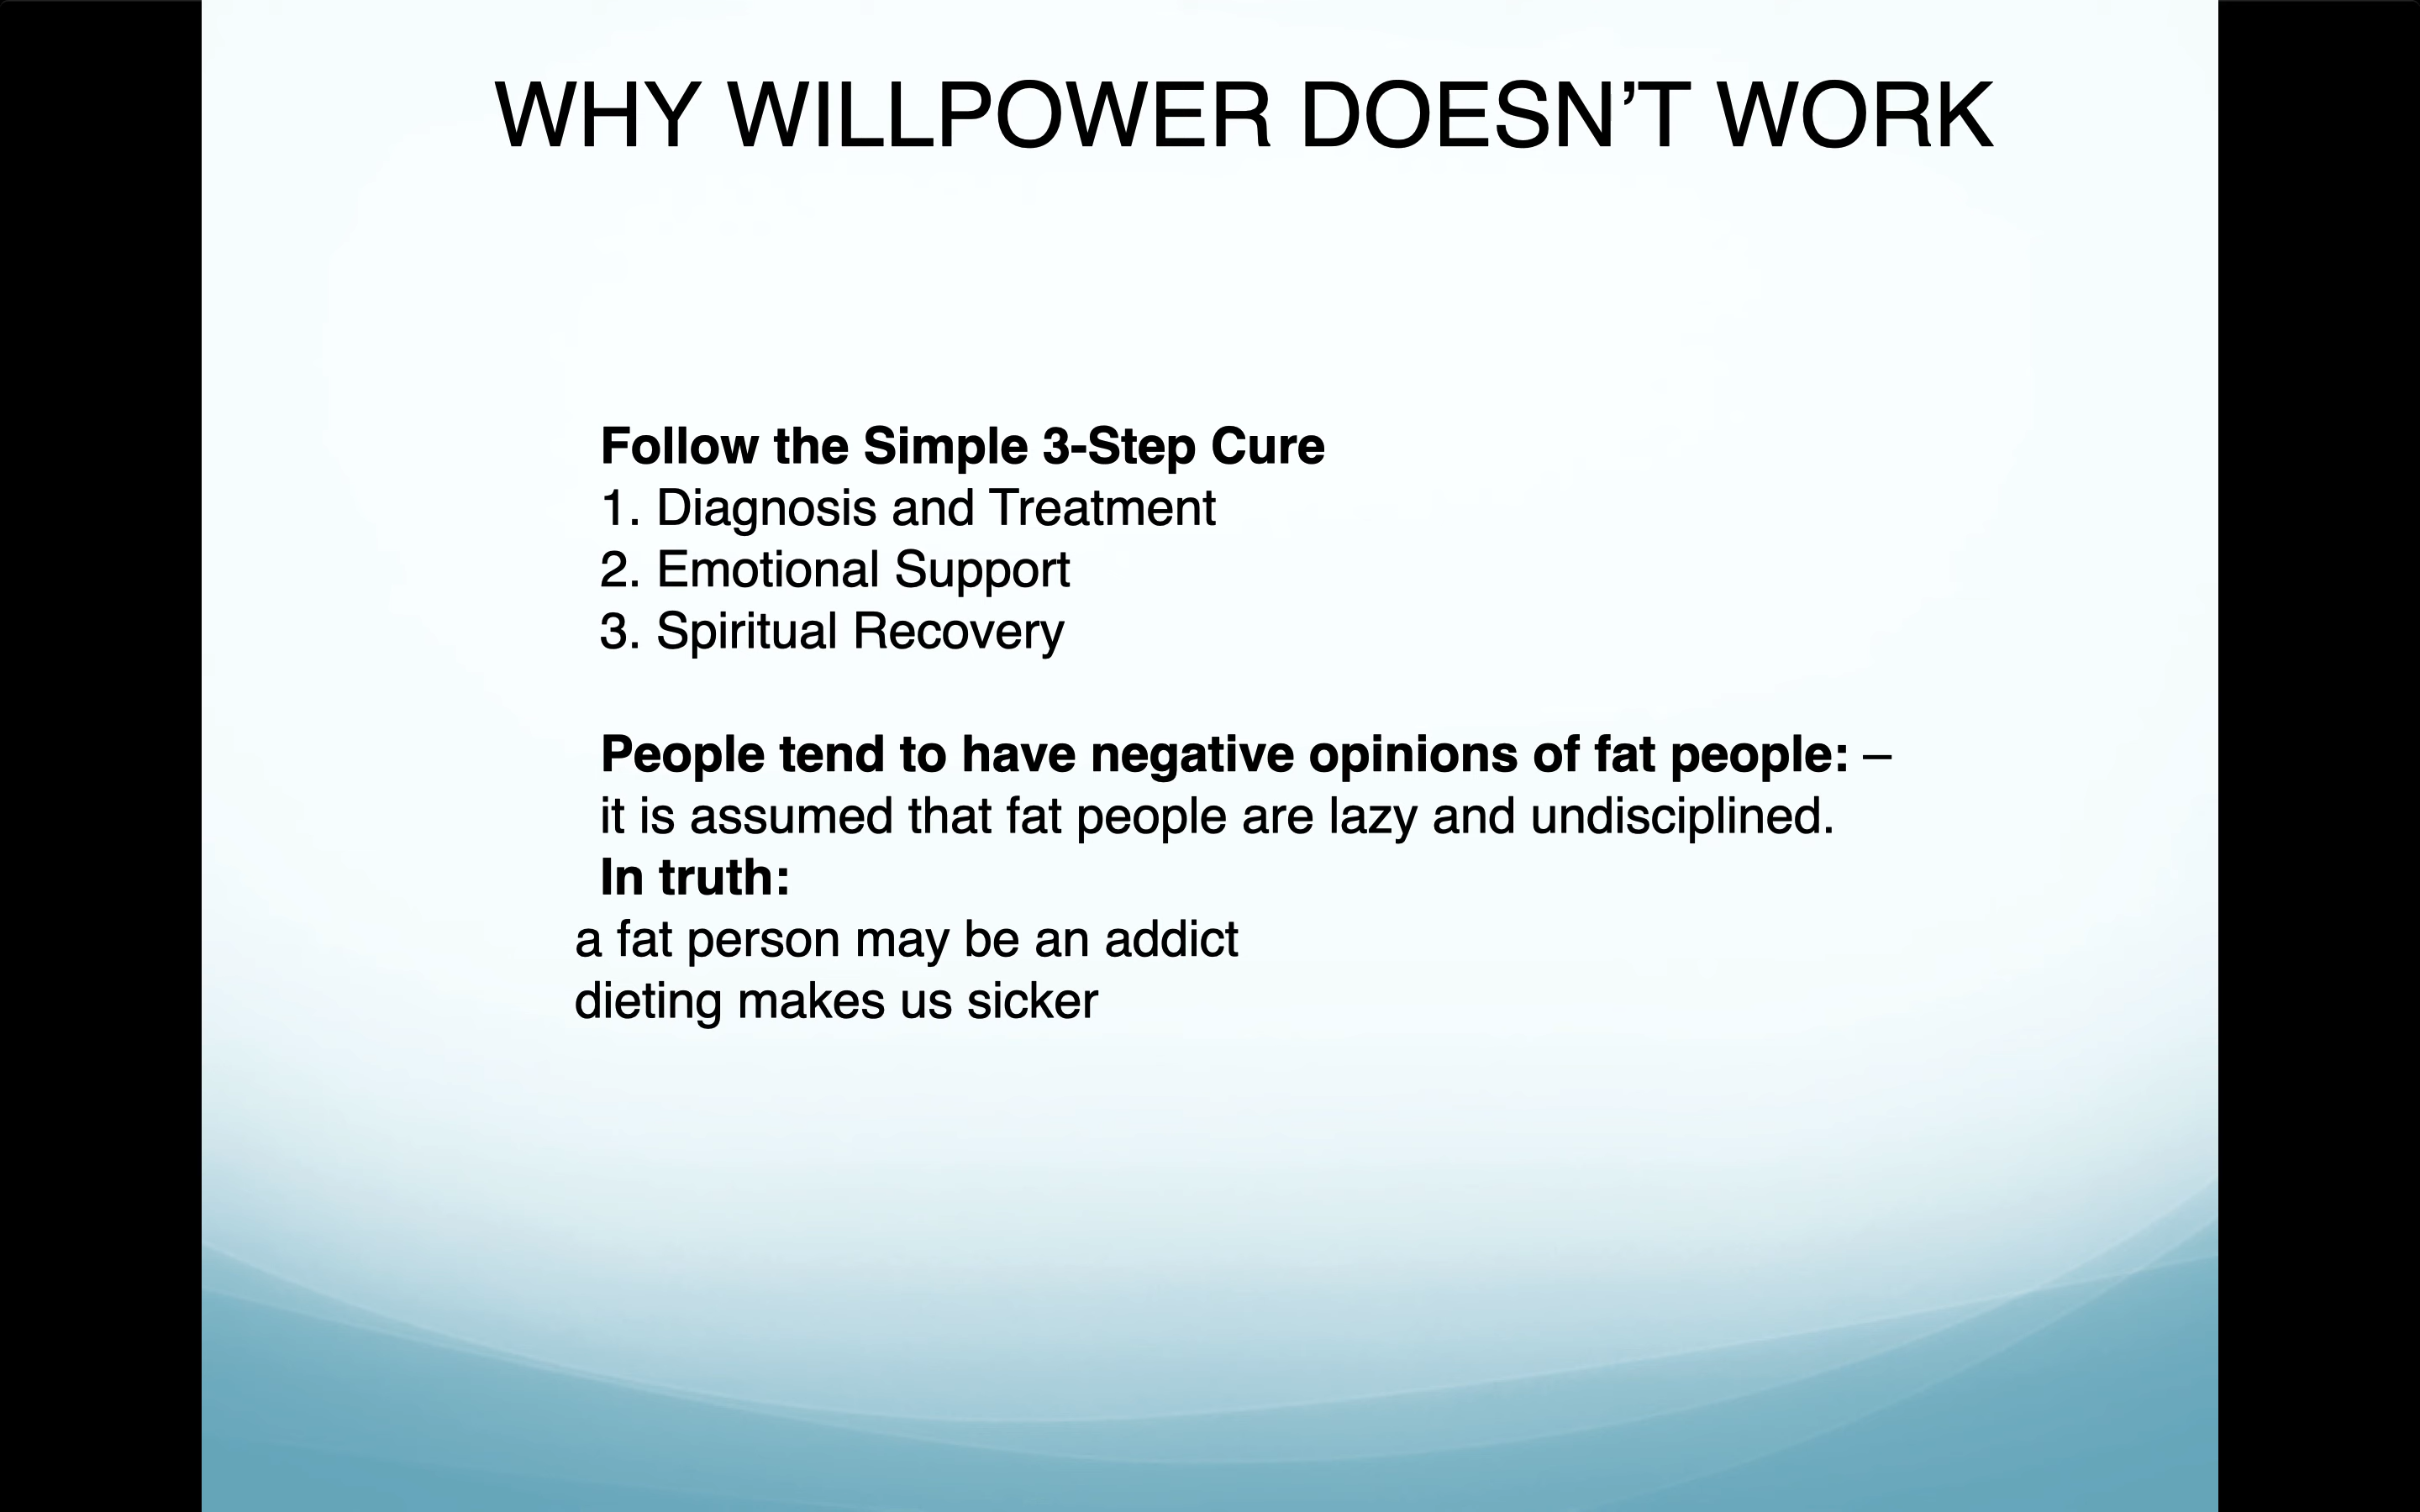 WHY WILLPOWER DOESN’T WORK
Follow the Simple 3-Step Cure
1. Diagnosis and Treatment
2. Emotional Support
3. Spiritual Recovery
People tend to have negative opinions of fat people: –
it is assumed that fat people are lazy and undisciplined.
In truth:
a fat person may be an addict
dieting makes us sicker